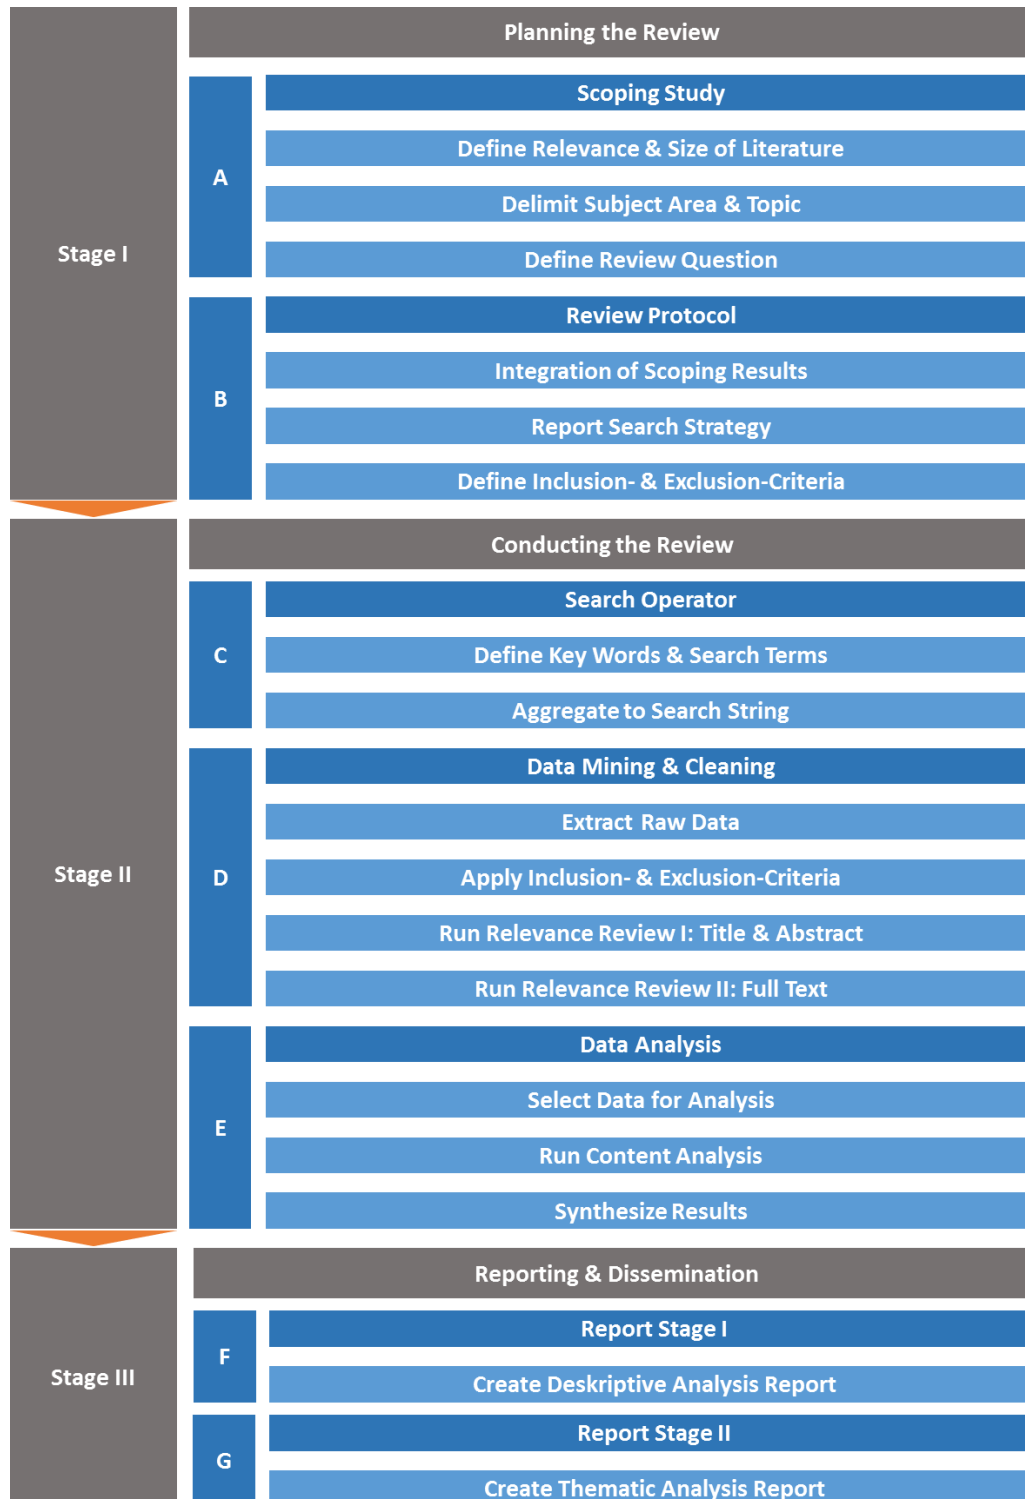 Stage I
Planning the Review
A
Scoping Study
Define Relevance & Size of Literature
Delimit Subject Area & Topic
Define Review Question
B
Review Protocol
Integration of Scoping Results
Report Search Strategy
Define Inclusion- & Exclusion-Criteria
Stage II
Conducting the Review
C
Search Operator
Define Key Words & Search Terms
Aggregate to Search String
D
Data Mining & Cleaning
Extract Raw Data
Apply Inclusion- & Exclusion-Criteria
Run Relevance Review I: Title & Abstract
Run Relevance Review II: Full Text
E
Data Analysis
Select Data for Analysis
Run Content Analysis
Synthesize Results
Stage III
Reporting & Dissemination
F
Report Stage I
Create Deskriptive Analysis Report
G
Report Stage II
Create Thematic Analysis Report